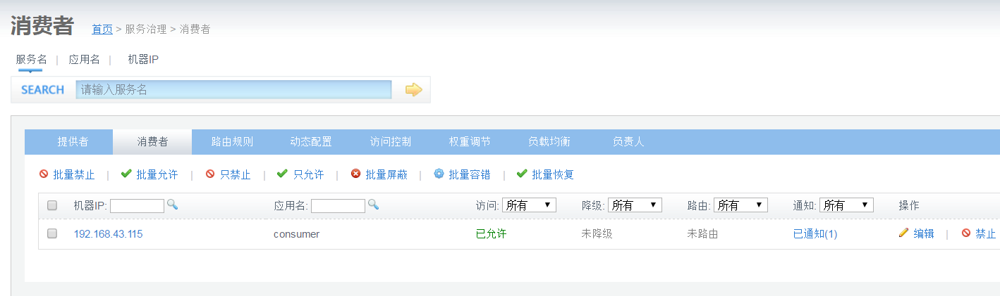 消费者 首页 > 服务治理 > 消费者
服务名 | 应用名 | 机器IP
SEARCH 请输入服务名
提供者 消费者 路由规则 动态配置 访问控制 权重调节 负载均衡 负责人
批量禁止 | 批量允许 | 只禁止 | 只允许 | 批量屏蔽 | 批量容错 | 批量恢复
机器IP: 应用名: 访问: 所有 降级: 所有 路由: 所有 通知: 所有 操作
192.168.43.115 consumer 已允许 未降级 未路由 已通知(1) 编辑 | 禁止